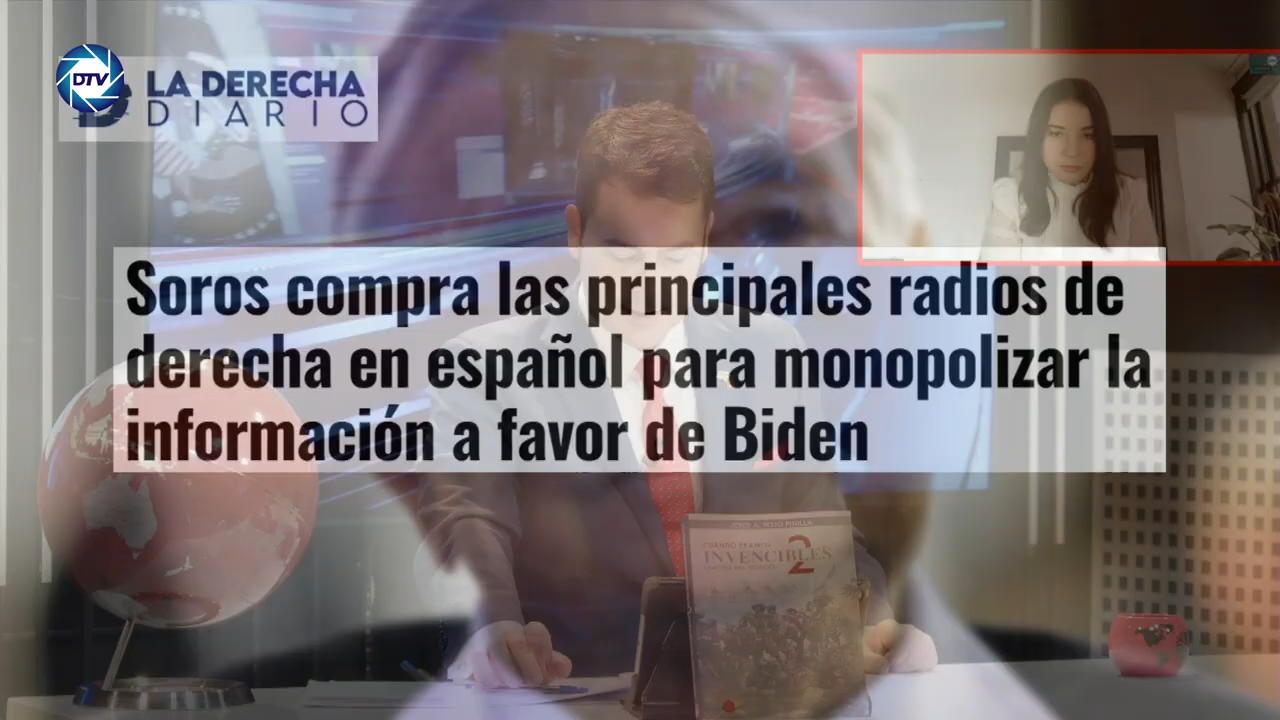 DTV
LA DERECHA
DIARIO
Soros compra las principales radios de
derecha en español para monopolizar la
información a favor de Biden
INVENCIBLES
2